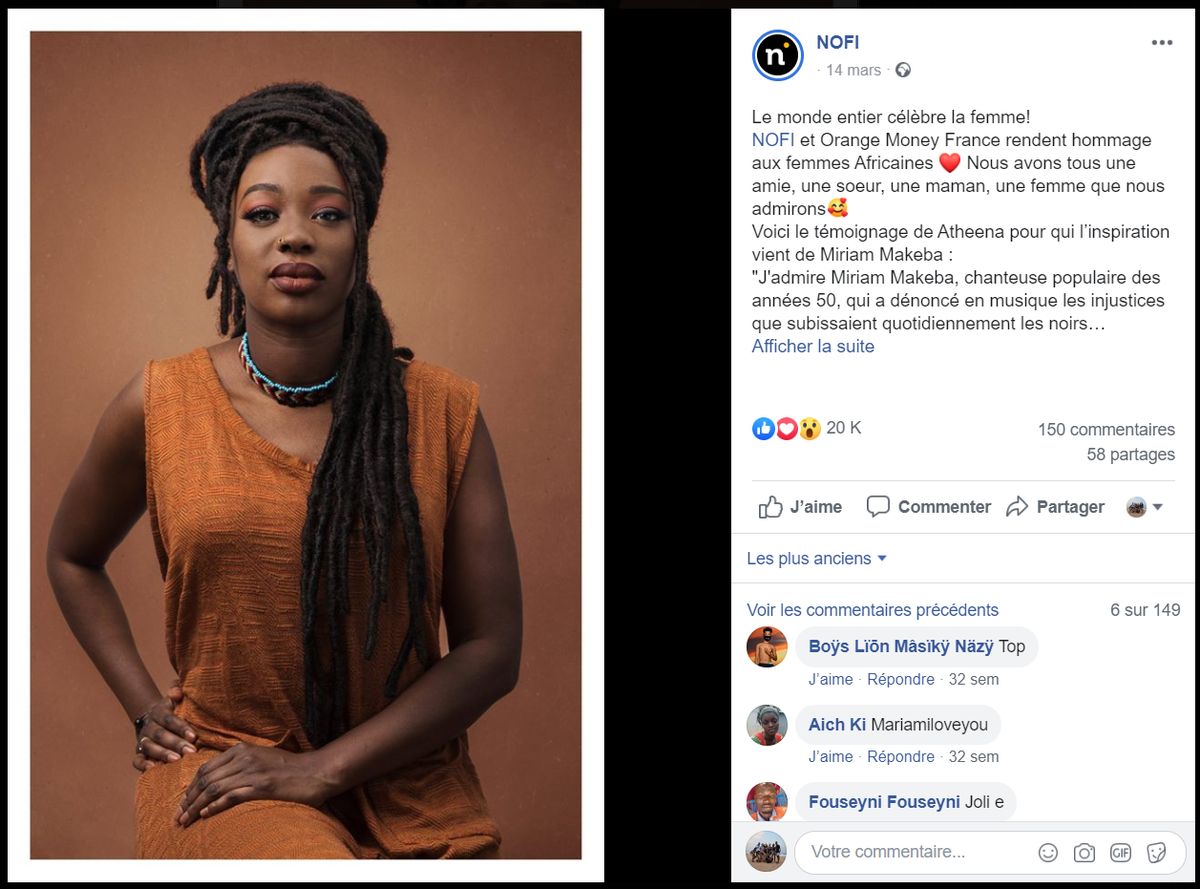 n
NOFI
· 14 mars ·
Le monde entier célèbre la femme!
NOFI et Orange Money France rendent hommage
aux femmes Africaines ❤️ Nous avons tous une
amie, une soeur, une maman, une femme que nous
admirons🥰
Voici le témoignage de Atheena pour qui l’inspiration
vient de Miriam Makeba :
"J'admire Miriam Makeba, chanteuse populaire des
années 50, qui a dénoncé en musique les injustices
que subissaient quotidiennement les noirs…
Afficher la suite
20 K
150 commentaires
58 partages
J’aime Commenter Partager
Les plus anciens
Voir les commentaires précédents 6 sur 149
Boÿs Lïõn Mâsïkÿ Näzÿ Top
J’aime · Répondre · 32 sem
Aich Ki Mariamiloveyou
J’aime · Répondre · 32 sem
Fouseyni Fouseyni Joli e
Votre commentaire...
GIF